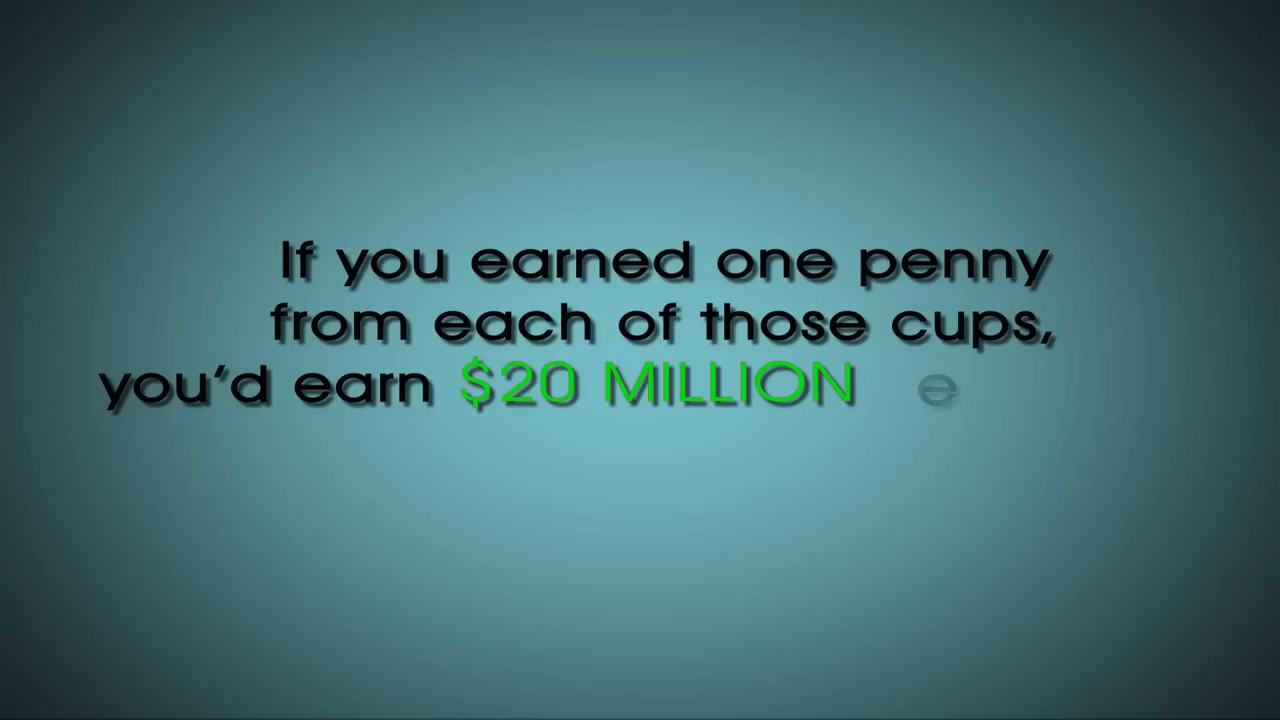 If you earned one penny
from each of those cups,
you'd earn $20 MILLION e